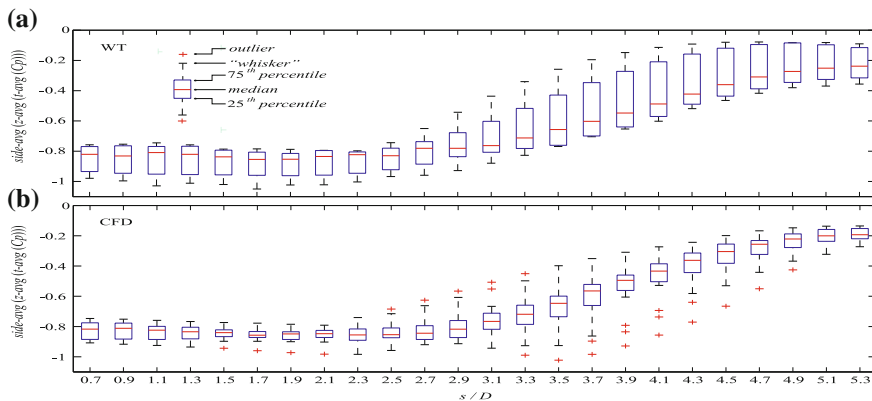 (a)
WT
outlier
“whisker”
75th percentile
median
25th percentile
side-avg (z-avg (t-avg (Cp)))
0
-0.2
-0.4
-0.6
-0.8
-1
(b)
CFD
side-avg (z-avg (t-avg (Cp)))
0
-0.2
-0.4
-0.6
-0.8
-1
0.7 0.9 1.1 1.3 1.5 1.7 1.9 2.1 2.3 2.5 2.7 2.9 3.1 3.3 3.5 3.7 3.9 4.1 4.3 4.5 4.7 4.9 5.1 5.3
s / D